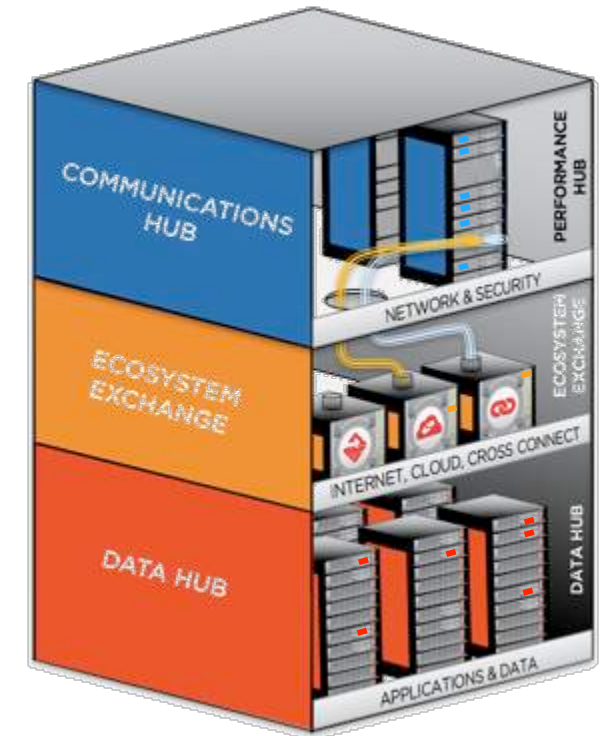 COMMUNICATIONS
HUB
PERFORMANCE
HUB
NETWORK & SECURITY
ECOSYSTEM
EXCHANGE
ECOSYSTEM
EXCHANGE
INTERNET, CLOUD, CROSS CONNECT
DATA HUB
DATA HUB
APPLICATIONS & DATA